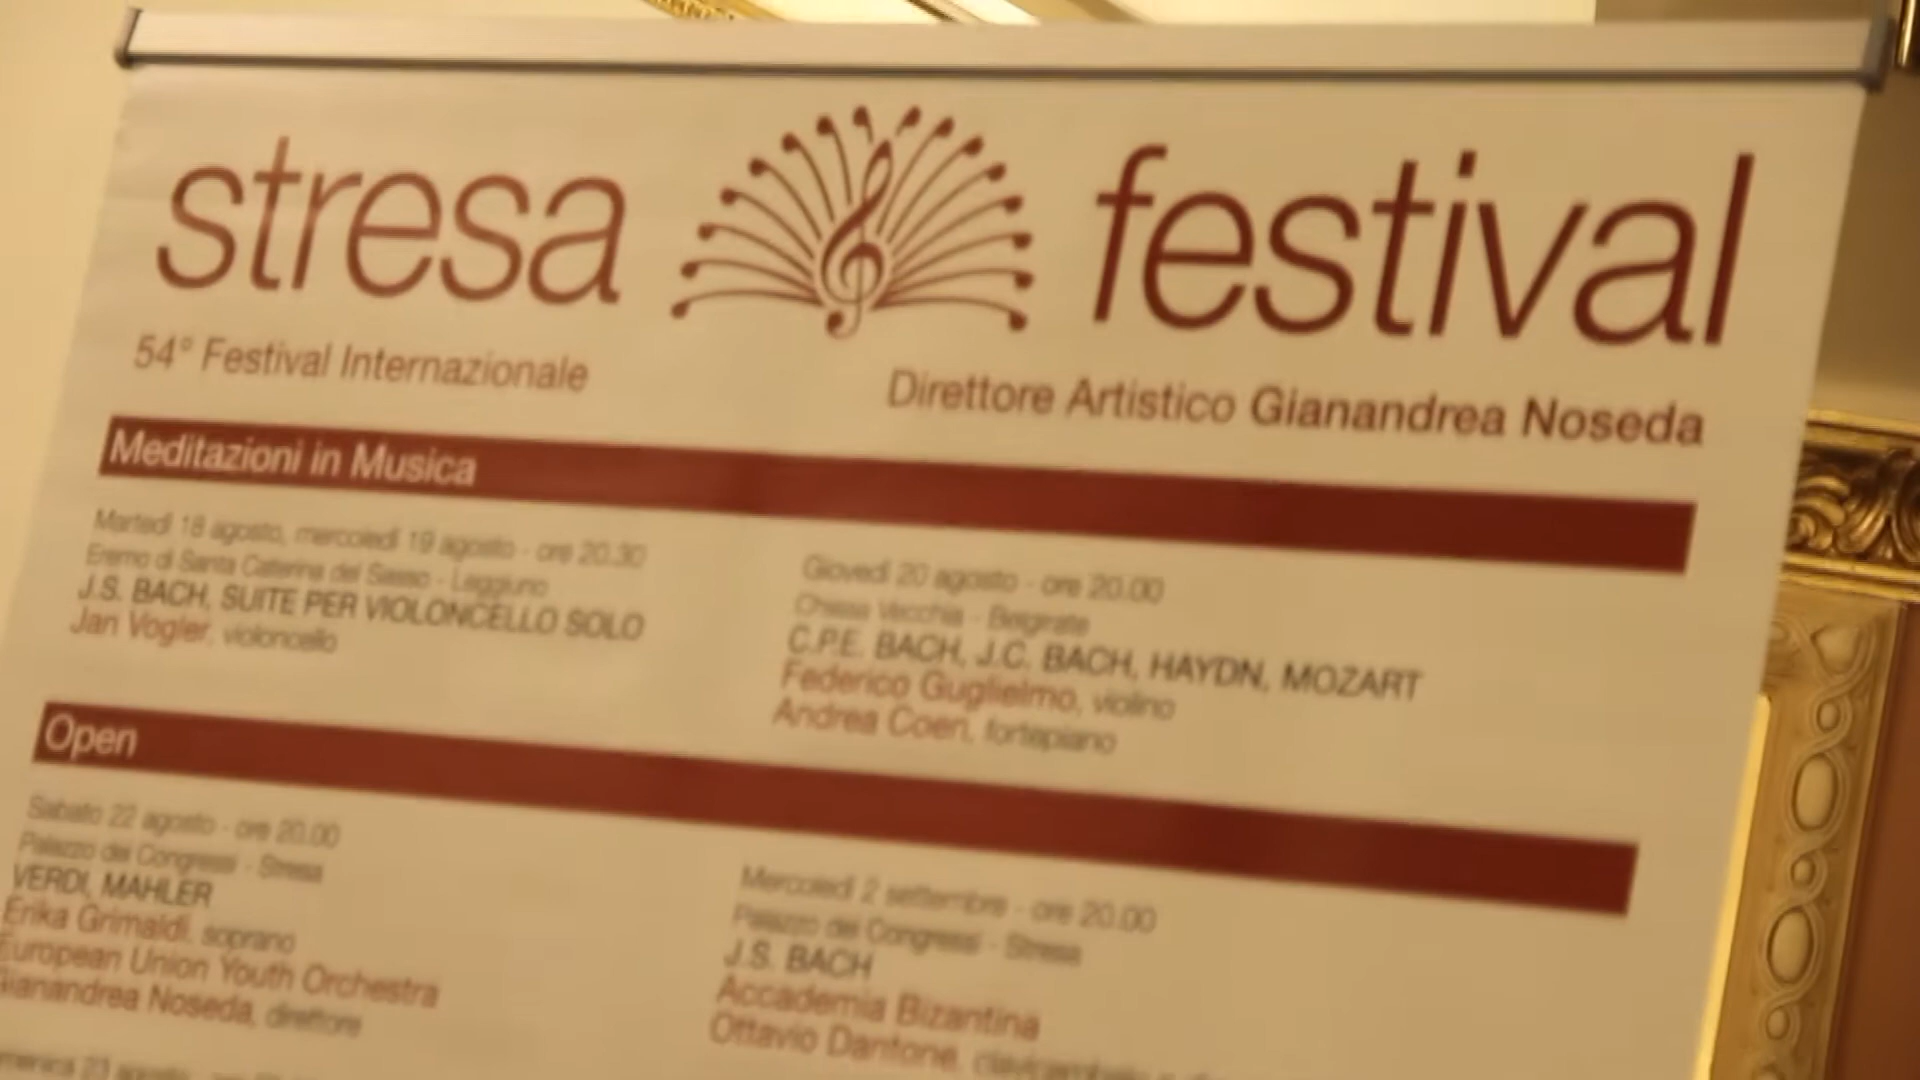 stresa festival
54° Festival Internazionale
Direttore Artistico Gianandrea Noseda
Meditazioni in Musica
Martedì 18 agosto, mercoledì 19 agosto - ore 20.30
Eremo di Santa Caterina del Sasso - Leggiuno
J.S. BACH, SUITE PER VIOLONCELLO SOLO
Jan Vogler, violoncello
Giovedì 20 agosto - ore 20.00
Chiesa Vecchia - Belgirate
C.P.E. BACH, J.C. BACH, HAYDN, MOZART
Federico Guglielmo, violino
Andrea Coen, fortepiano
Open
Sabato 22 agosto - ore 20.00
Palazzo dei Congressi - Stresa
VERDI, MAHLER
Erika Grimaldi, soprano
European Union Youth Orchestra
Gianandrea Noseda, direttore
23 agosto
Mercoledì 2 settembre - ore 20.00
Palazzo dei Congressi - Stresa
J.S. BACH
Accademia Bizantina
Ottavio Dantone, clavicembalo e